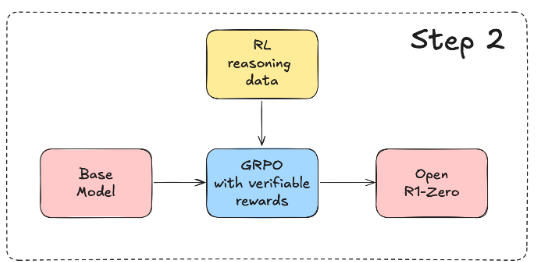 Step 2
RL
reasoning
data
Base
Model
GRPO
with verifiable
rewards
Open
R1-Zero